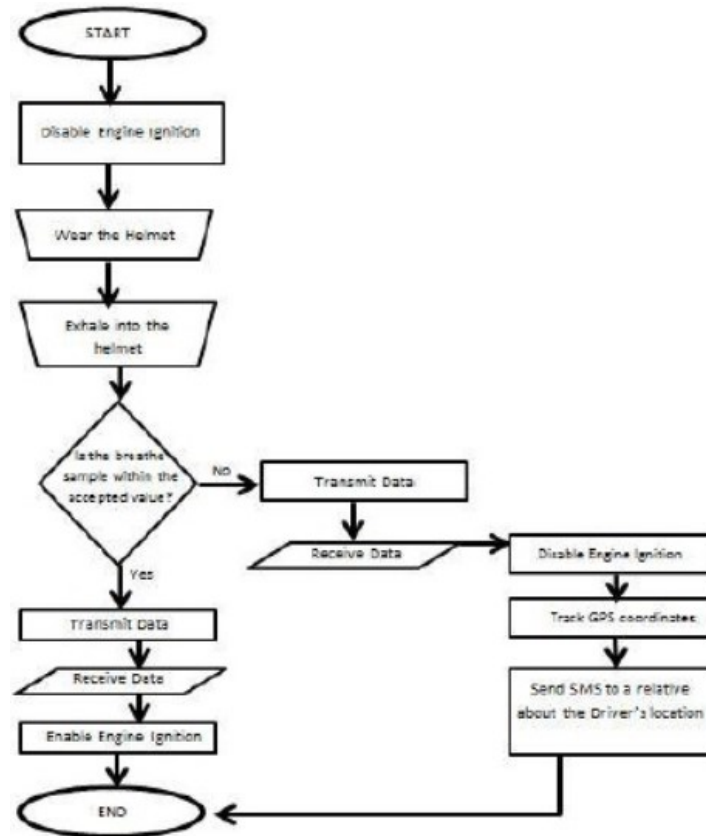 START
Disable Engine Ignition
Wear the Helmet
Exhale into the
helmet
Is the breathe
sample within the
accepted value?
No
Transmit Data
Receive Data
Disable Engine Ignition
Track GPS coordinates
Send SMS to a relative
about the Driver's location
Yes
Transmit Data
Receive Data
Enable Engine Ignition
END